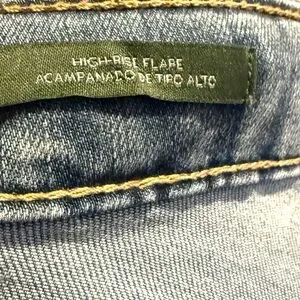 HIGH-RISE FLARE
ACAMPANADO DE TIPO ALTO